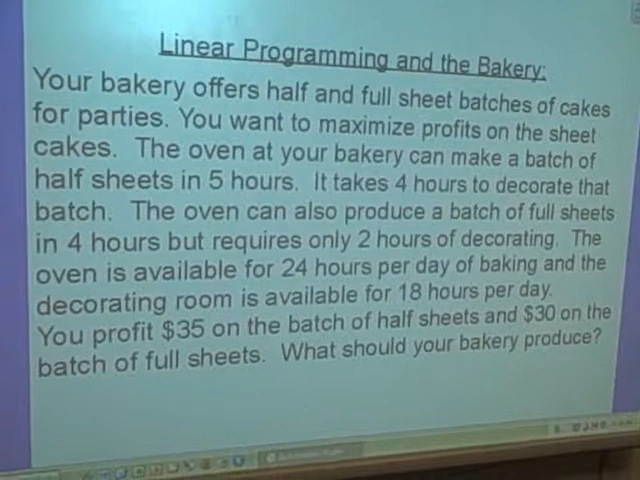 Linear Programming and the Bakery:
Your bakery offers half and full sheet batches of cakes
for parties. You want to maximize profits on the sheet
cakes. The oven at your bakery can make a batch of
half sheets in 5 hours. It takes 4 hours to decorate that
batch. The oven can also produce a batch of full sheets
in 4 hours but requires only 2 hours of decorating. The
oven is available for 24 hours per day of baking and the
decorating room is available for 18 hours per day.
You profit $35 on the batch of half sheets and $30 on the
batch of full sheets. What should your bakery produce?